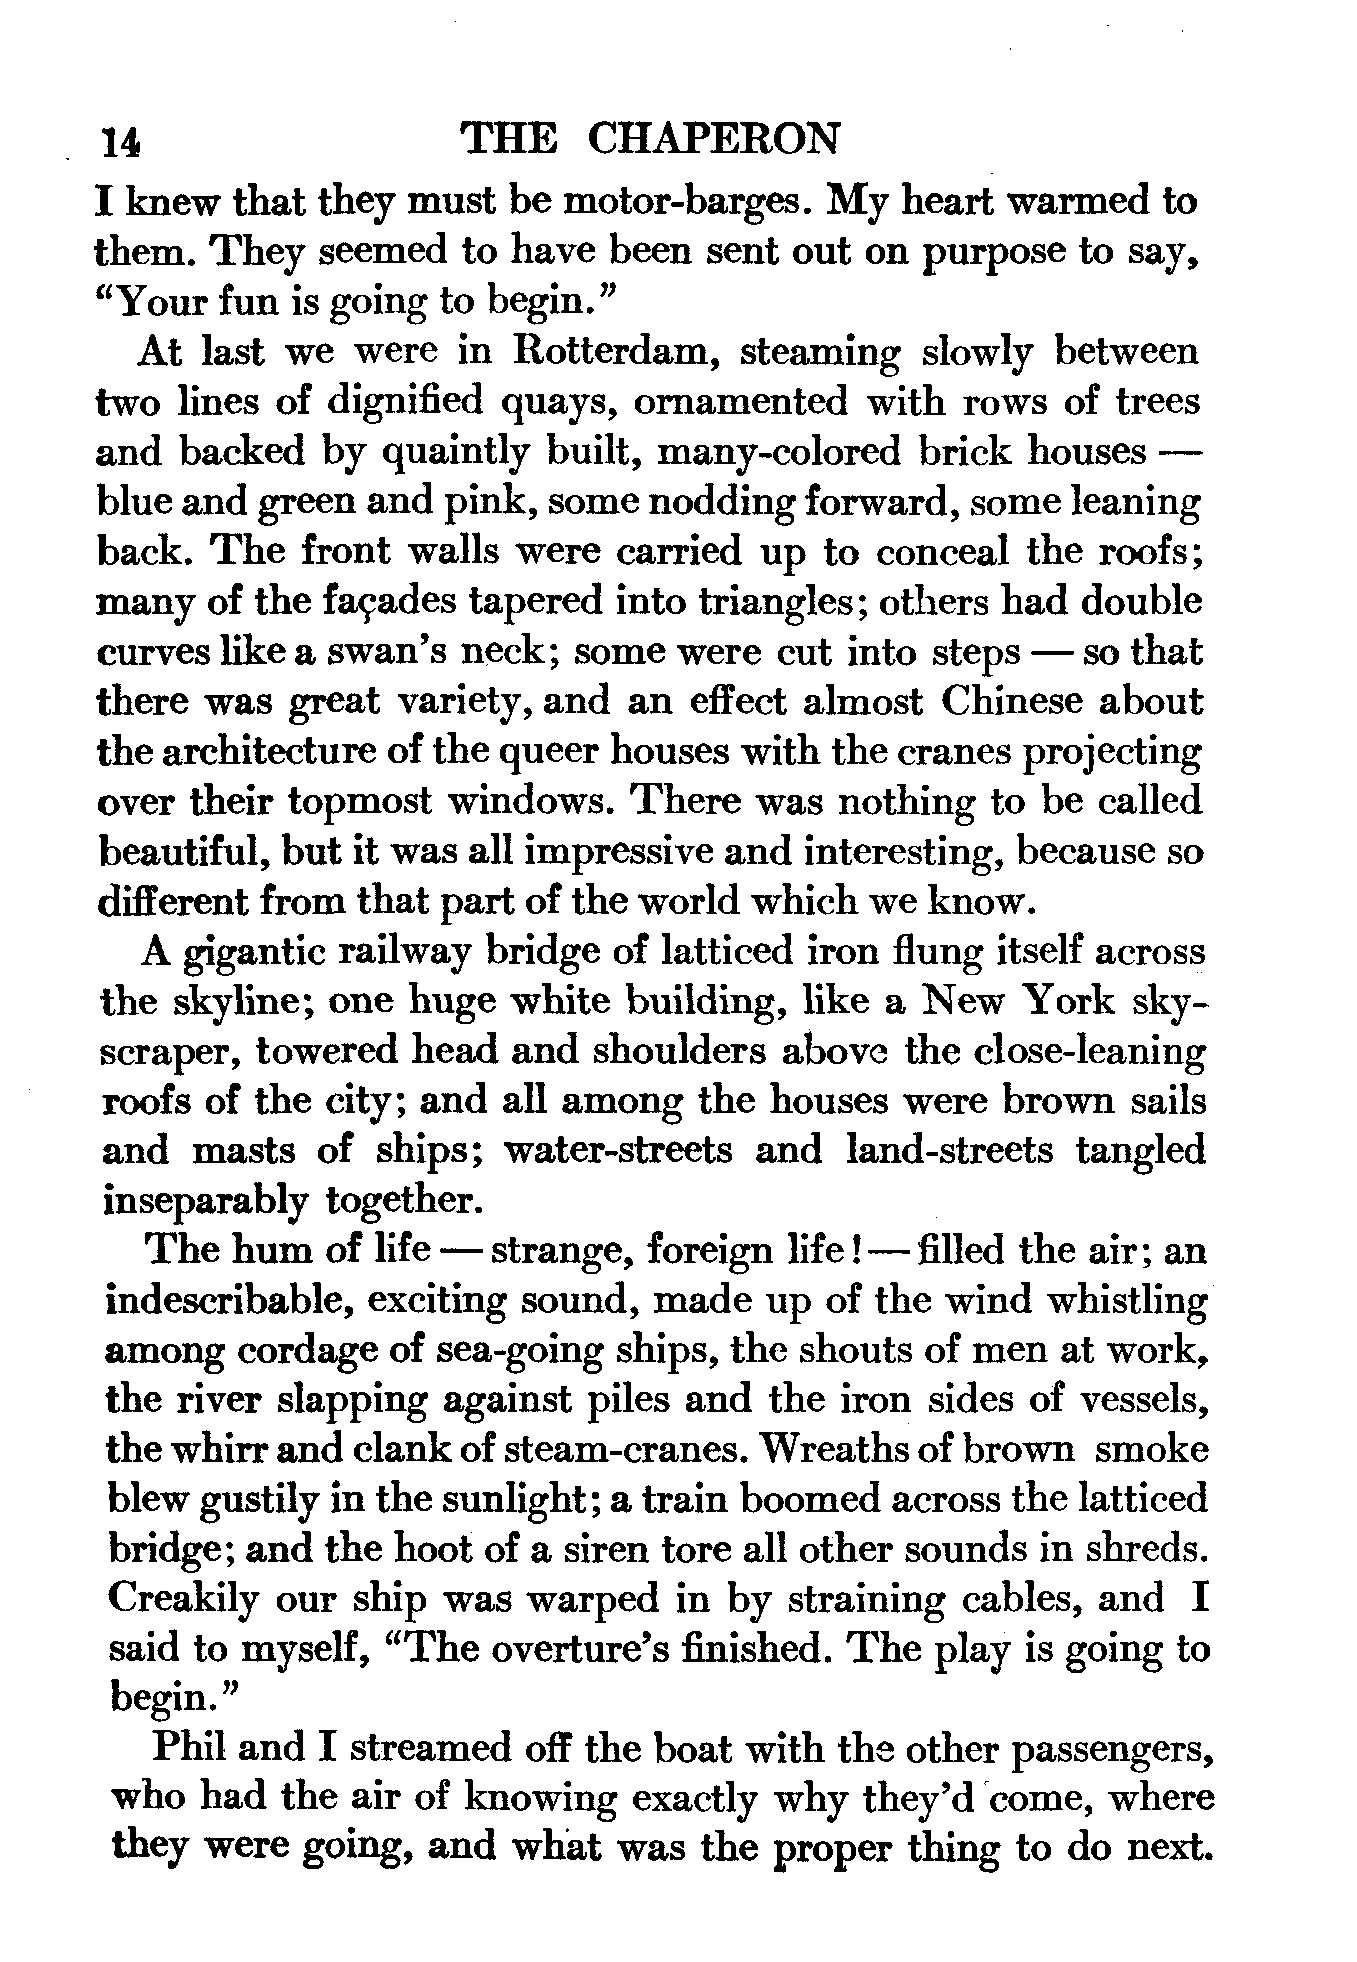 14 THE CHAPERON
I knew that they must be motor-barges. My heart warmed to
them. They seemed to have been sent out on purpose to say,
“Your fun is going to begin.”
At last we were in Rotterdam, steaming slowly between
two lines of dignified quays, ornamented with rows of trees
and backed by quaintly built, many-colored brick houses —
blue and green and pink, some nodding forward, some leaning
back. The front walls were carried up to conceal the roofs;
many of the façades tapered into triangles; others had double
curves like a swan’s neck; some were cut into steps — so that
there was great variety, and an effect almost Chinese about
the architecture of the queer houses with the cranes projecting
over their topmost windows. There was nothing to be called
beautiful, but it was all impressive and interesting, because so
different from that part of the world which we know.
A gigantic railway bridge of latticed iron flung itself across
the skyline; one huge white building, like a New York sky-
scraper, towered head and shoulders above the close-leaning
roofs of the city; and all among the houses were brown sails
and masts of ships; water-streets and land-streets tangled
inseparably together.
The hum of life — strange, foreign life! — filled the air; an
indescribable, exciting sound, made up of the wind whistling
among cordage of sea-going ships, the shouts of men at work,
the river slapping against piles and the iron sides of vessels,
the whirr and clank of steam-cranes. Wreaths of brown smoke
blew gustily in the sunlight; a train boomed across the latticed
bridge; and the hoot of a siren tore all other sounds in shreds.
Creakily our ship was warped in by straining cables, and I
said to myself, “The overture’s finished. The play is going to
begin.”
Phil and I streamed off the boat with the other passengers,
who had the air of knowing exactly why they’d come, where
they were going, and what was the proper thing to do next.